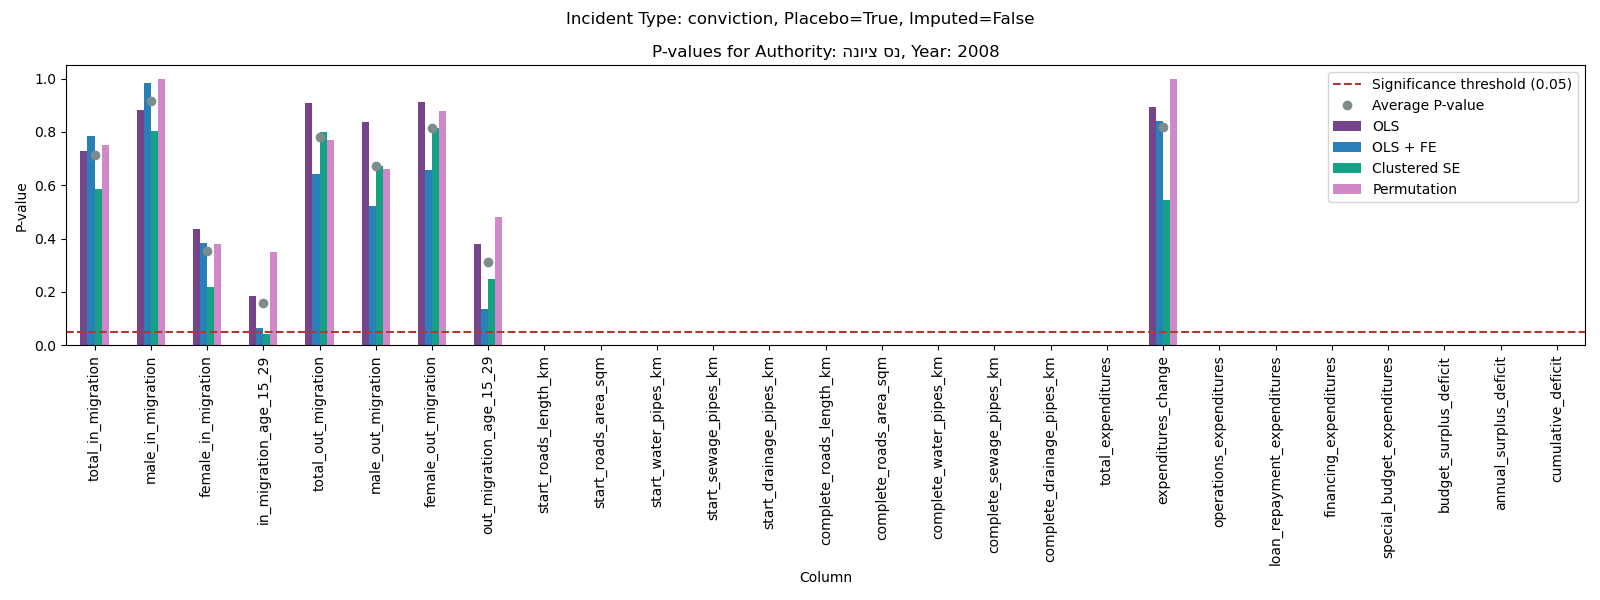 Incident Type: conviction, Placebo=True, Imputed=False
P-values for Authority: נס ציונה, Year: 2008
P-value
1.0
0.8
0.6
0.4
0.2
0.0
Significance threshold (0.05)
Average P-value
OLS
OLS + FE
Clustered SE
Permutation
total_in_migration
male_in_migration
female_in_migration
in_migration_age_15_29
total_out_migration
male_out_migration
female_out_migration
out_migration_age_15_29
start_roads_length_km
start_roads_area_sqm
start_water_pipes_km
start_sewage_pipes_km
start_drainage_pipes_km
complete_roads_length_km
complete_roads_area_sqm
complete_water_pipes_km
complete_sewage_pipes_km
complete_drainage_pipes_km
total_expenditures
expenditures_change
operations_expenditures
loan_repayment_expenditures
financing_expenditures
special_budget_expenditures
budget_surplus_deficit
annual_surplus_deficit
cumulative_deficit
Column